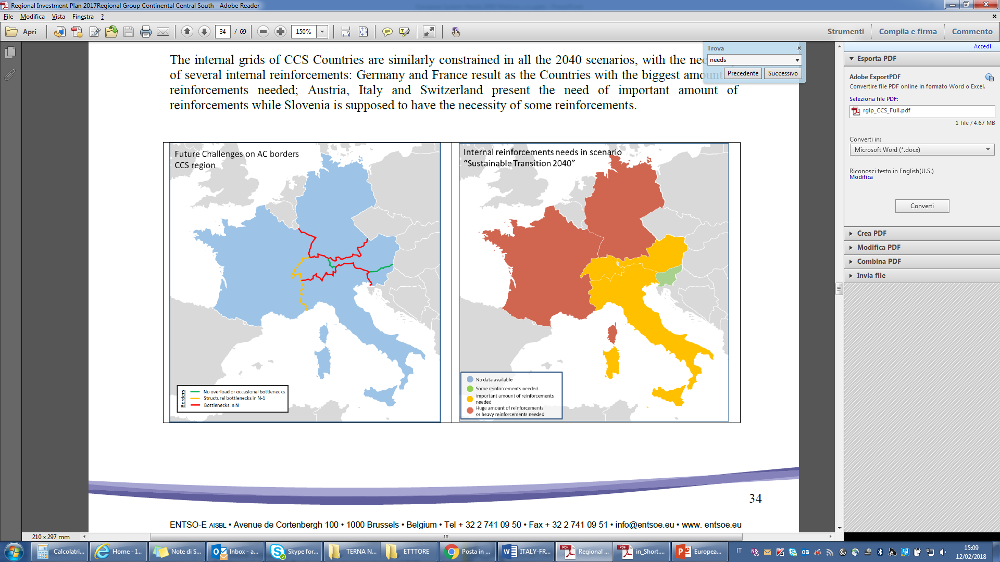 Regional Investment Plan 2017Regional Group Continental Central South - Adobe Reader
File Modifica Vista Finestra ?
Apri 34 / 69 150% Strumenti Compila e firma Commento
Accedi
Trova
needs
Precedente Successivo
The internal grids of CCS Countries are similarly constrained in all the 2040 scenarios, with the
of several internal reinforcements: Germany and France result as the Countries with the biggest
reinforcements needed; Austria, Italy and Switzerland present the need of important amount of
reinforcements while Slovenia is supposed to have the necessity of some reinforcements.
Future Challenges on AC borders
CCS region
Borders
No overload or occasional bottlenecks
Structural bottlenecks in N-1
Bottlenecks in N
Internal reinforcements needs in scenario
“Sustainable Transition 2040”
No data available
Some reinforcements needed
Important amount of reinforcements
needed
Huge amount of reinforcements
or heavy reinforcements needed
34
ENTSO-E AISBL • Avenue de Cortenbergh 100 • 1000 Brussels • Belgium • Tel + 32 2 741 09 50 • Fax + 32 2 741 09 51 • info@entsoe.eu • www. entsoe.eu
210 x 297 mm
Esporta PDF
Adobe ExportPDF
Convertire file PDF online in formato Word o Excel.
Seleziona file PDF:
rgip_CCS_Full.pdf
1 file / 4.67 MB
Converti in:
Microsoft Word (*.docx)
Riconosci testo in English(U.S.)
Modifica
Converti
Crea PDF
Modifica PDF
Combina PDF
Invia file
Calcolatri... Home - I... Note di S... Inbox - a... Skype for... TERNA N... ETTTORE Posta in ... ITALY-FR... Regional ... in_Short.... Europea... IT
15:09
12/02/2018